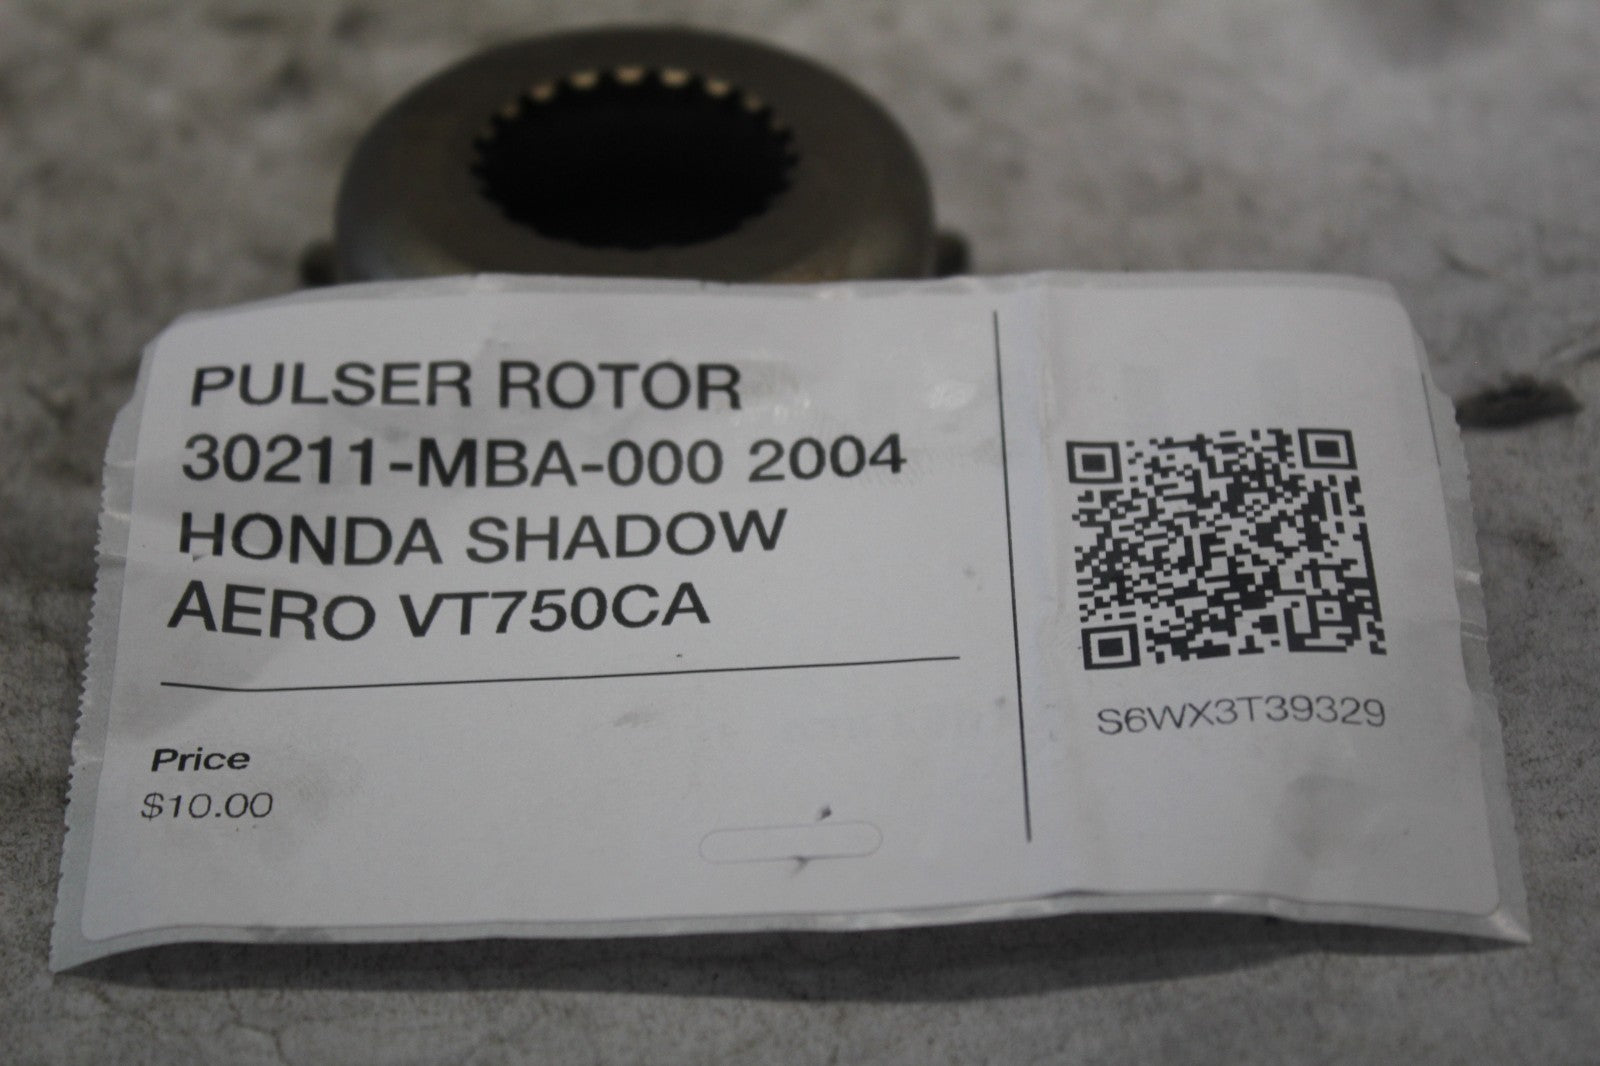 PULSER ROTOR
30211-MBA-000 2004
HONDA SHADOW
AERO VT750CA
Price
$10.00
S6WX3T39329